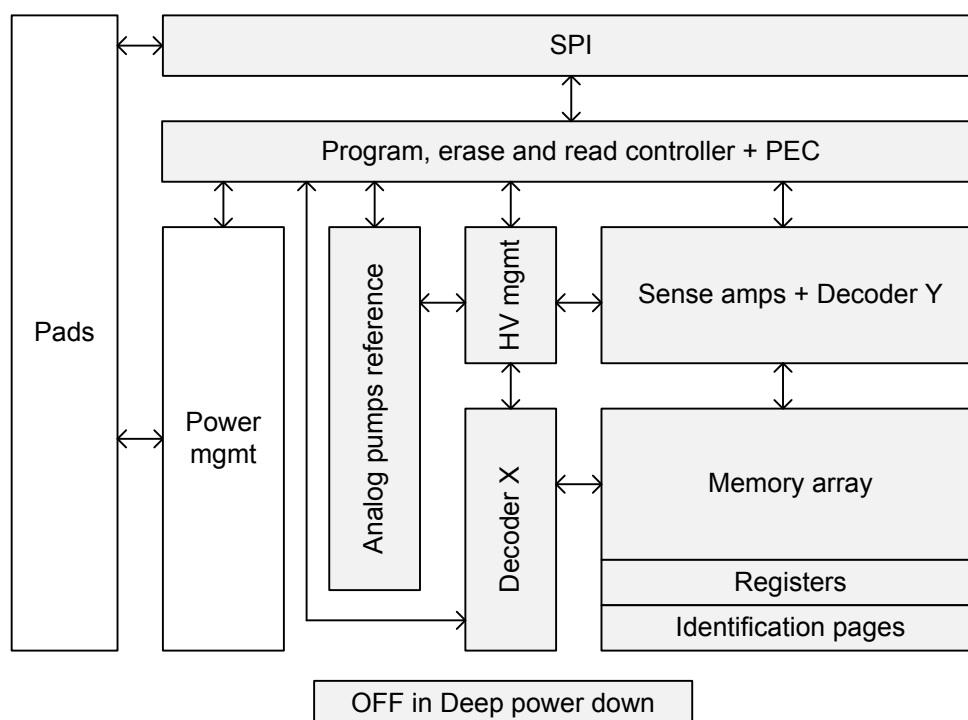 SPI
Program, erase and read controller + PEC
Pads
Power
mgmt
Analog pumps reference
HV mgmt
Sense amps + Decoder Y
Decoder X
Memory array
Registers
Identification pages
OFF in Deep power down